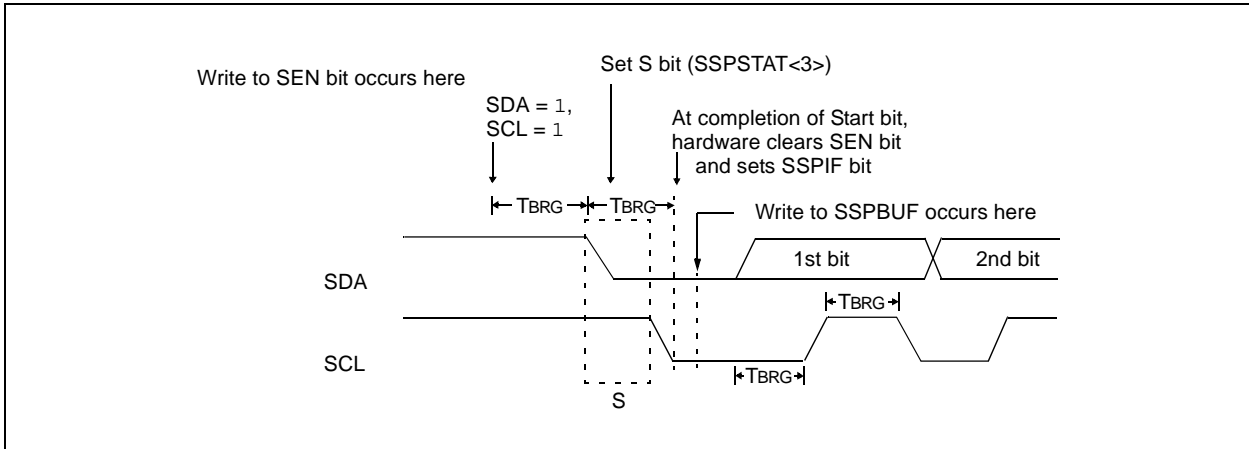 Write to SEN bit occurs here
Set S bit (SSPSTAT<3>)
SDA = 1,
SCL = 1
At completion of Start bit,
hardware clears SEN bit
and sets SSPIF bit
TBRG
TBRG
Write to SSPBUF occurs here
SDA
1st bit
2nd bit
TBRG
SCL
TBRG
S